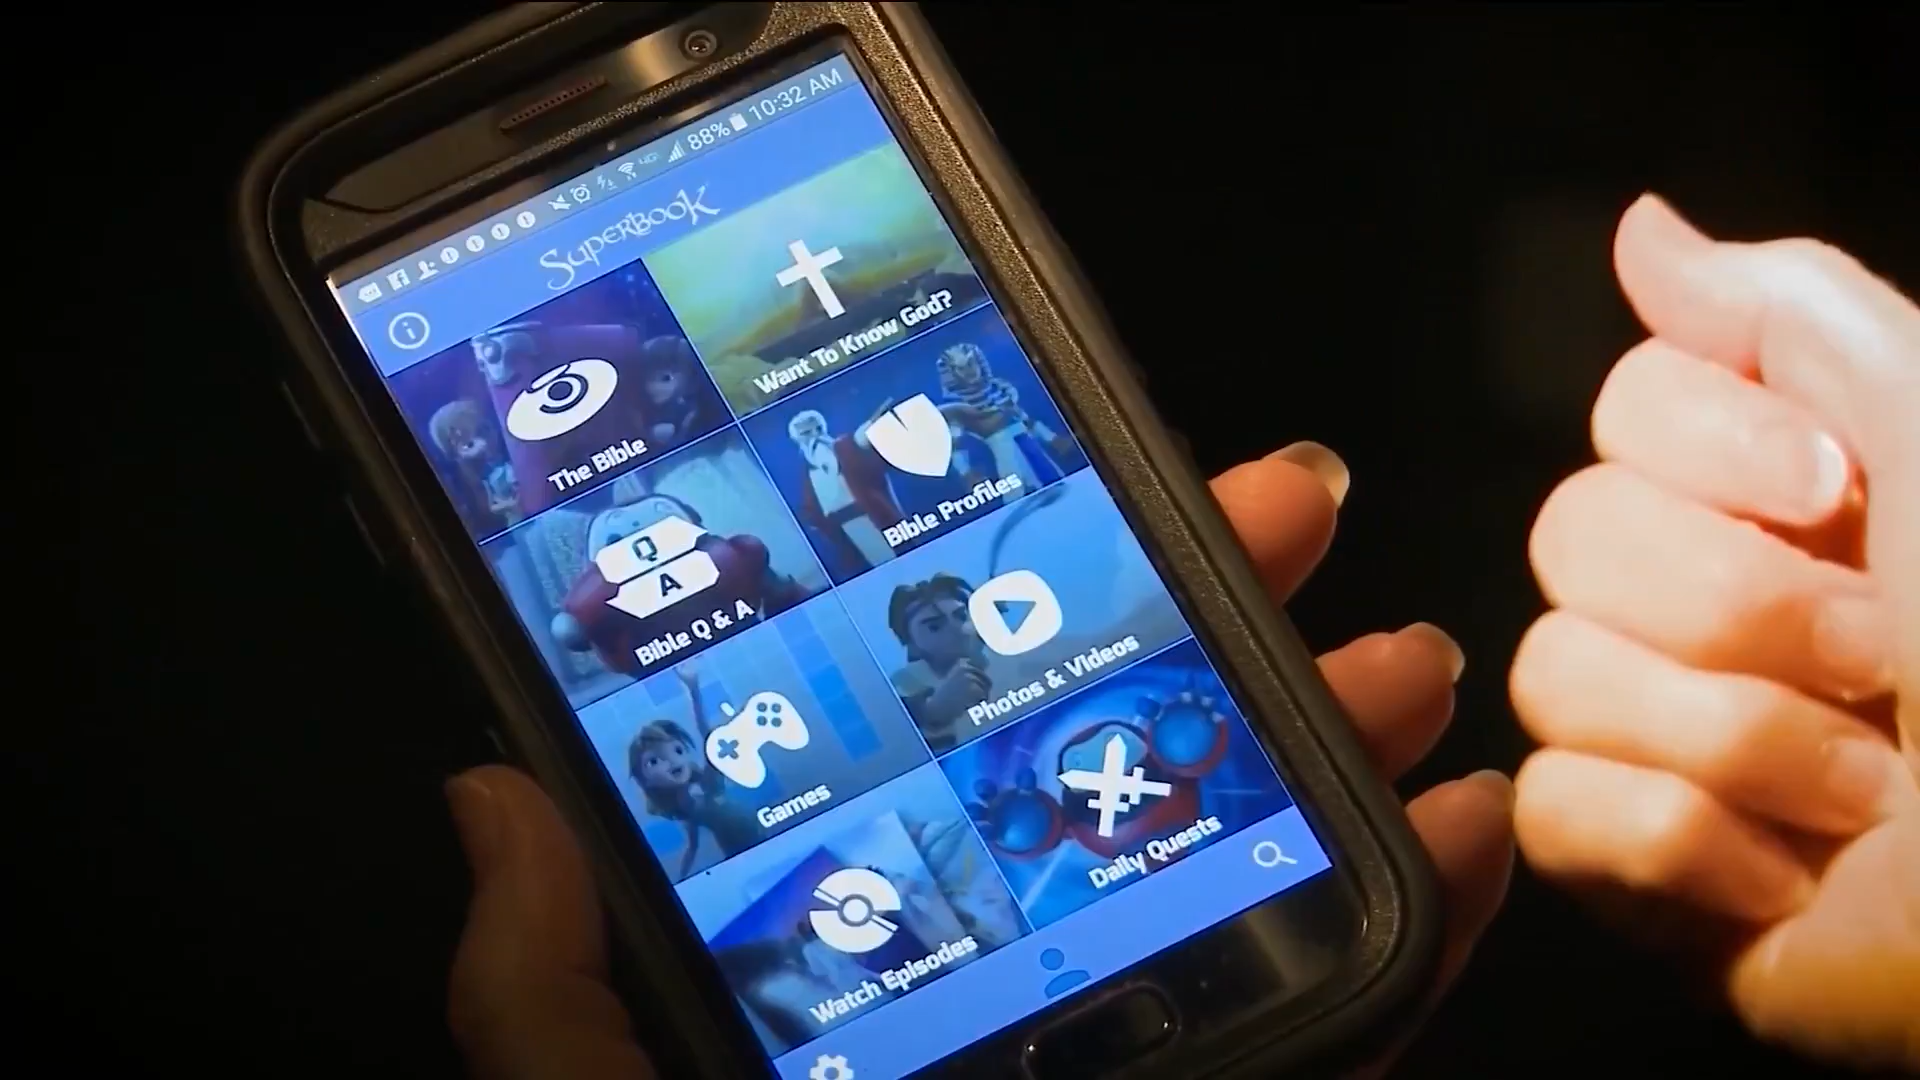 88% 10:32 AM
SUPERBOOK
Want To Know God?
The Bible
Bible Profiles
Q
A
Bible Q & A
Photos & Videos
Games
Daily Quests
Watch Episodes